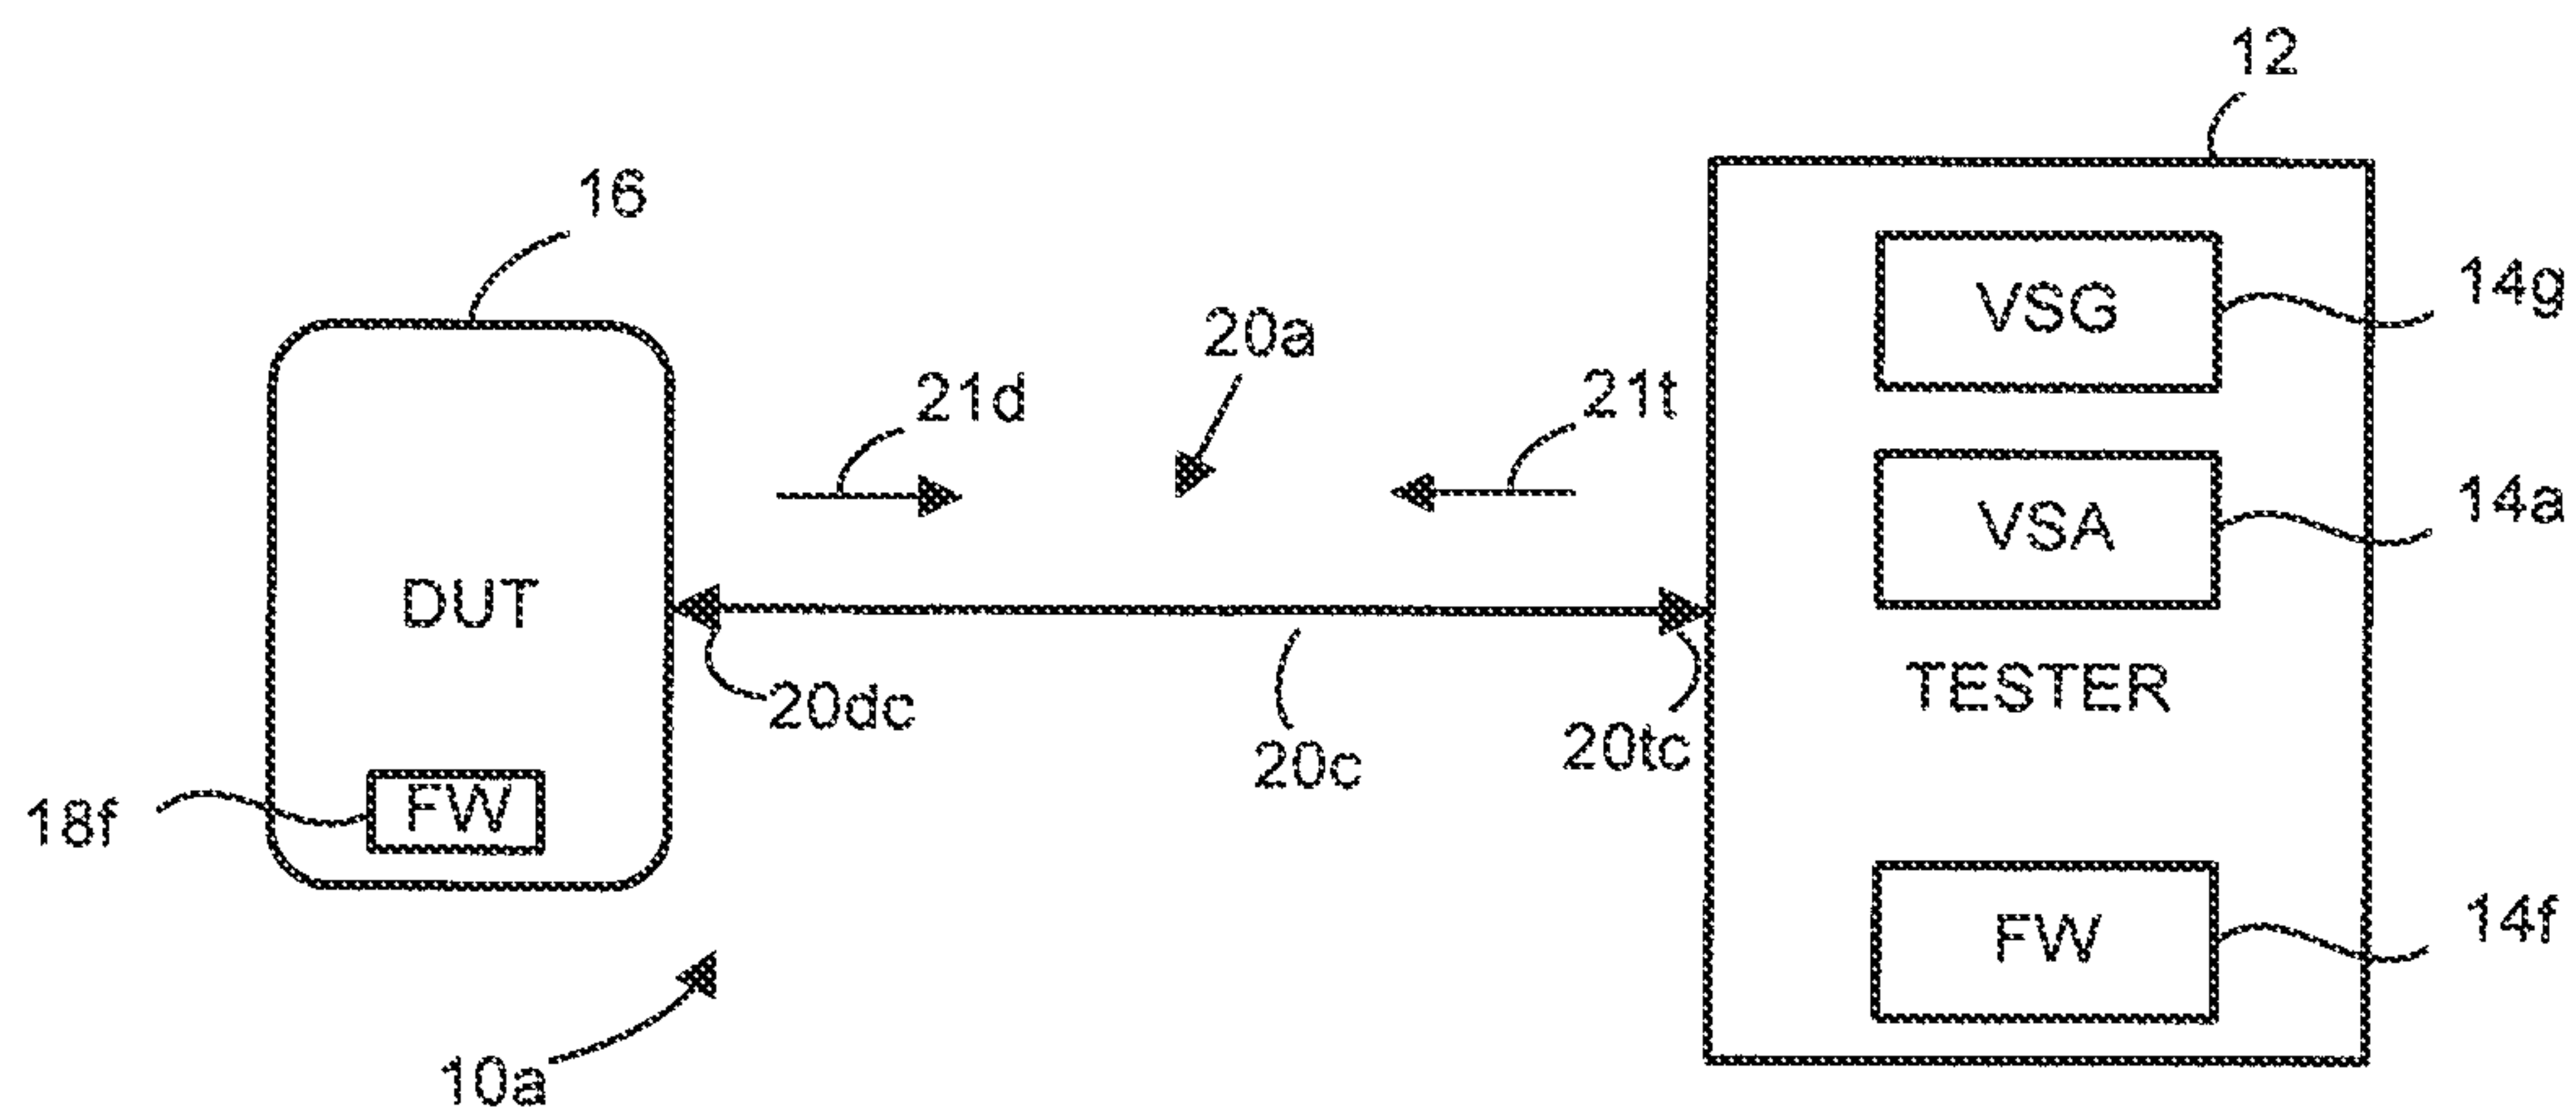 12
16
VSG
14g
20a
21d
21t
VSA
14a
DUT
TESTER
20dc
20c
20tc
FW
18f
FW
14f
10a